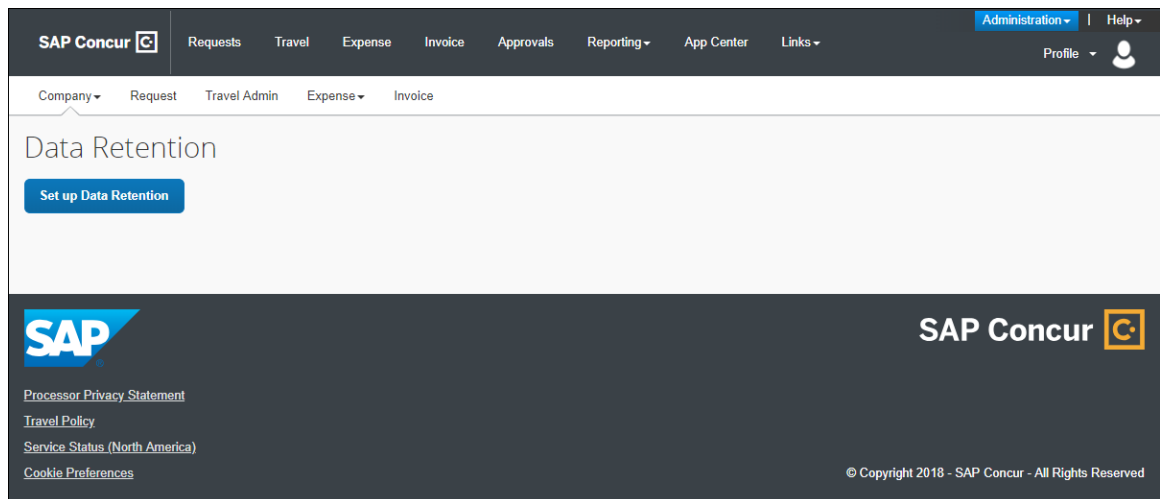 Administration | Help
SAP Concur C Requests Travel Expense Invoice Approvals Reporting App Center Links
Profile
Company Request Travel Admin Expense Invoice
Data Retention
Set up Data Retention
SAP ®
SAP Concur C
Processor Privacy Statement
Travel Policy
Service Status (North America)
Cookie Preferences
© Copyright 2018 - SAP Concur - All Rights Reserved